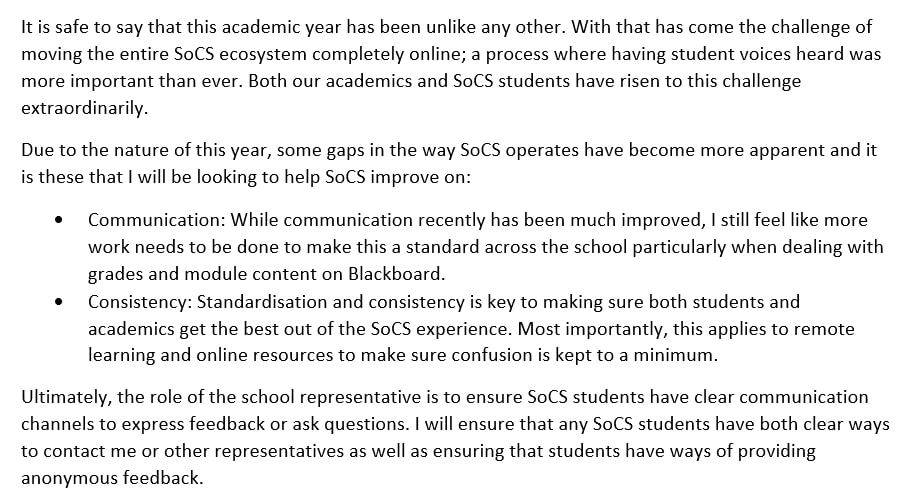 It is safe to say that this academic year has been unlike any other. With that has come the challenge of
moving the entire SoCS ecosystem completely online; a process where having student voices heard was
more important than ever. Both our academics and SoCS students have risen to this challenge
extraordinarily.
Due to the nature of this year, some gaps in the way SoCS operates have become more apparent and it
is these that I will be looking to help SoCS improve on:
• Communication: While communication recently has been much improved, I still feel like more
work needs to be done to make this a standard across the school particularly when dealing with
grades and module content on Blackboard.
• Consistency: Standardisation and consistency is key to making sure both students and
academics get the best out of the SoCS experience. Most importantly, this applies to remote
learning and online resources to make sure confusion is kept to a minimum.
Ultimately, the role of the school representative is to ensure SoCS students have clear communication
channels to express feedback or ask questions. I will ensure that any SoCS students have both clear ways
to contact me or other representatives as well as ensuring that students have ways of providing
anonymous feedback.